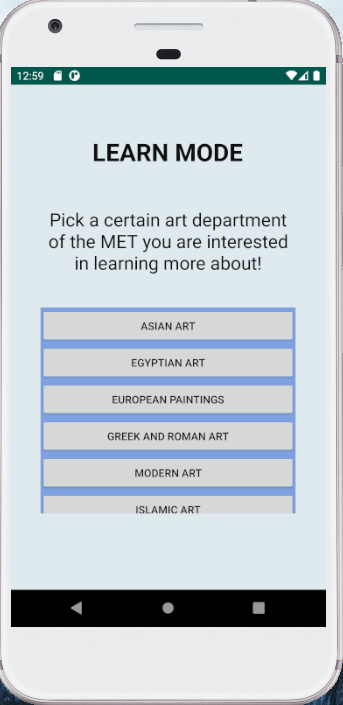 12:59
LEARN MODE
Pick a certain art department
of the MET you are interested
in learning more about!
ASIAN ART
EGYPTIAN ART
EUROPEAN PAINTINGS
GREEK AND ROMAN ART
MODERN ART
ISLAMIC ART